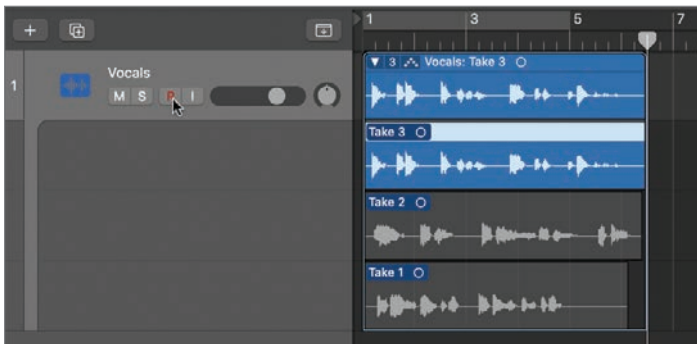 1 3 5 7
3 Vocals: Take 3
1
Vocals
M S R I
Take 3
Take 2
Take 1